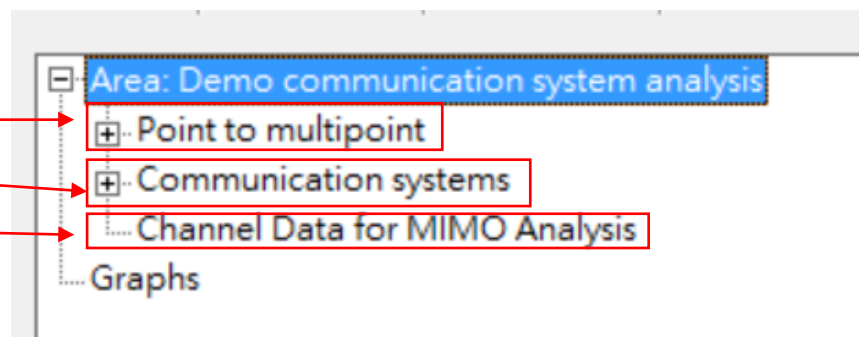 Area: Demo communication system analysis
Point to multipoint
Communication systems
Channel Data for MIMO Analysis
Graphs